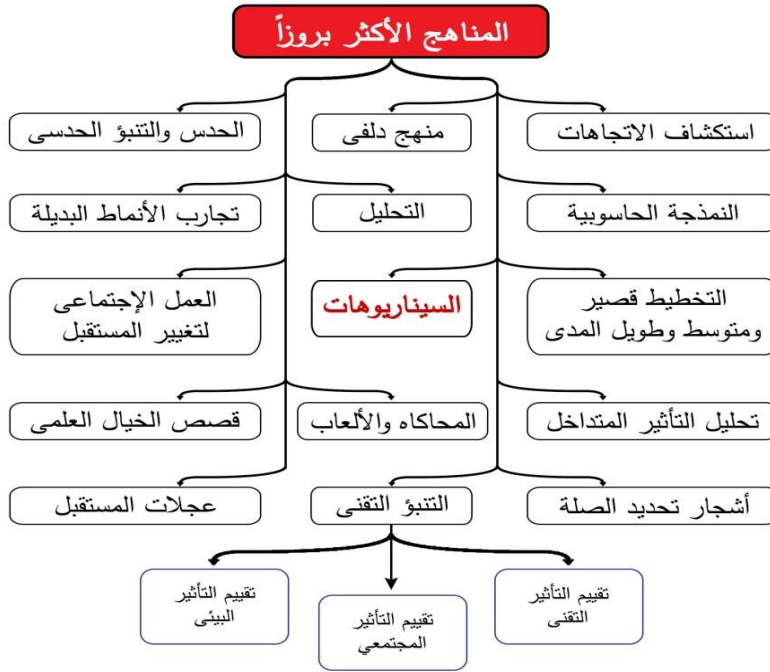 المناهج الأكثر بروزاً
استكشاف الاتجاهات
منهج دلفى
الحدس والتنبؤ الحدسى
النمذجة الحاسوبية
التحليل
تجارب الأنماط البديلة
التخطيط قصير
ومتوسط وطويل المدى
السيناريوهات
العمل الإجتماعى
لتغيير المستقبل
تحليل التأثير المتداخل
المحاكاه والألعاب
قصص الخيال العلمى
أشجار تحديد الصلة
التنبؤ التقنى
عجلات المستقبل
تقييم التأثير
التقنى
تقييم التأثير
المجتمعي
تقييم التأثير
البيئى